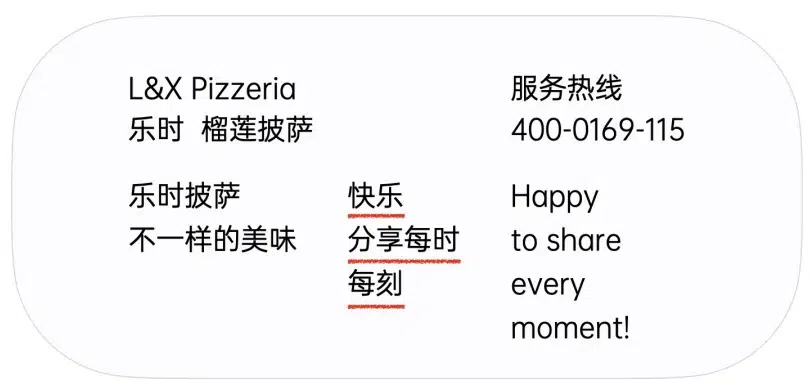 L&X Pizzeria
乐时 榴莲披萨
服务热线
400-0169-115
乐时披萨
不一样的美味
快乐
分享每时
每刻
Happy
to share
every
moment!